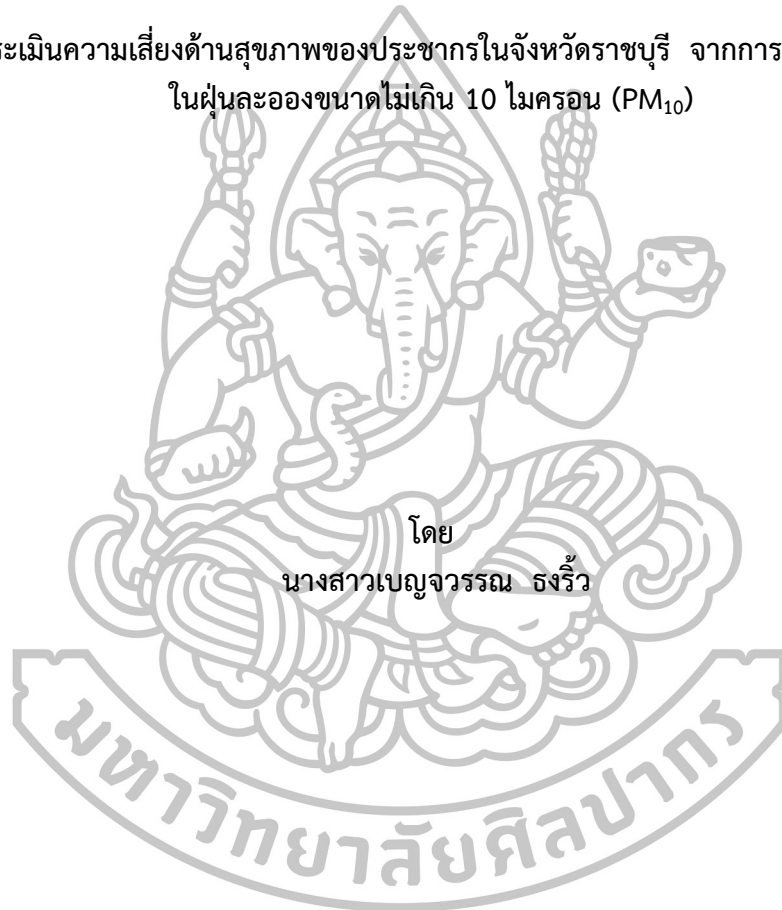 ระเมินความเสี่ยงด้านสุขภาพของประชากรในจังหวัดราชบุรี จากการ
ในฝุ่นละอองขนาดไม่เกิน 10 ไมครอน (PM₁₀)
โดย
นางสาวเบญจวรรณ ธงริ้ว
มหาวิทยาลัยศิลปากร